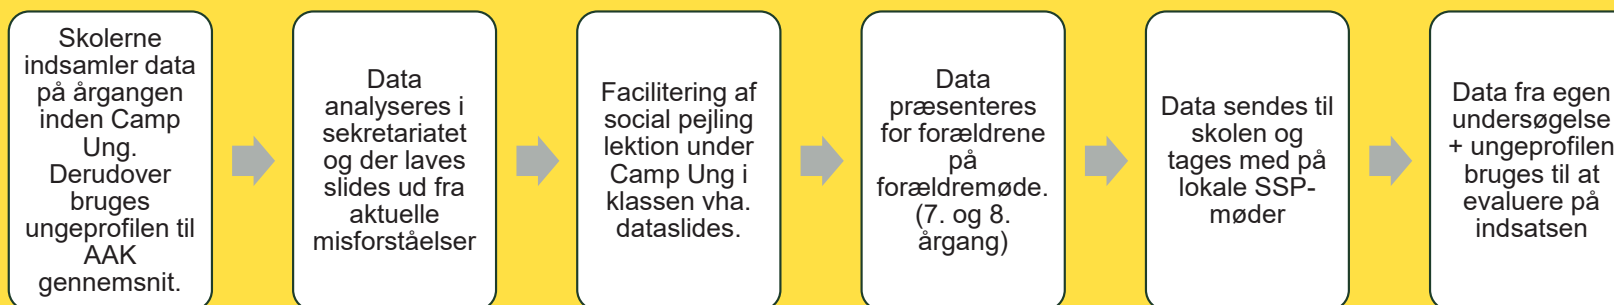 Skolerne
indsamler data
på årgangen
inden Camp
Ung.
Derudover
bruges
ungeprofilen til
AAK
gennemsnit.
Data
analyseres i
sekretariatet
og der laves
slides ud fra
aktuelle
misforståelser
Facilitering af
social pejling
lektion under
Camp Ung i
klassen vha.
dataslides.
Data
præsenteres
for forældrene
på
forældremøde.
(7. og 8.
årgang)
Data sendes til
skolen og
tages med på
lokale SSP-
møder
Data fra egen
undersøgelse
+ ungeprofilen
bruges til at
evaluere på
indsatsen